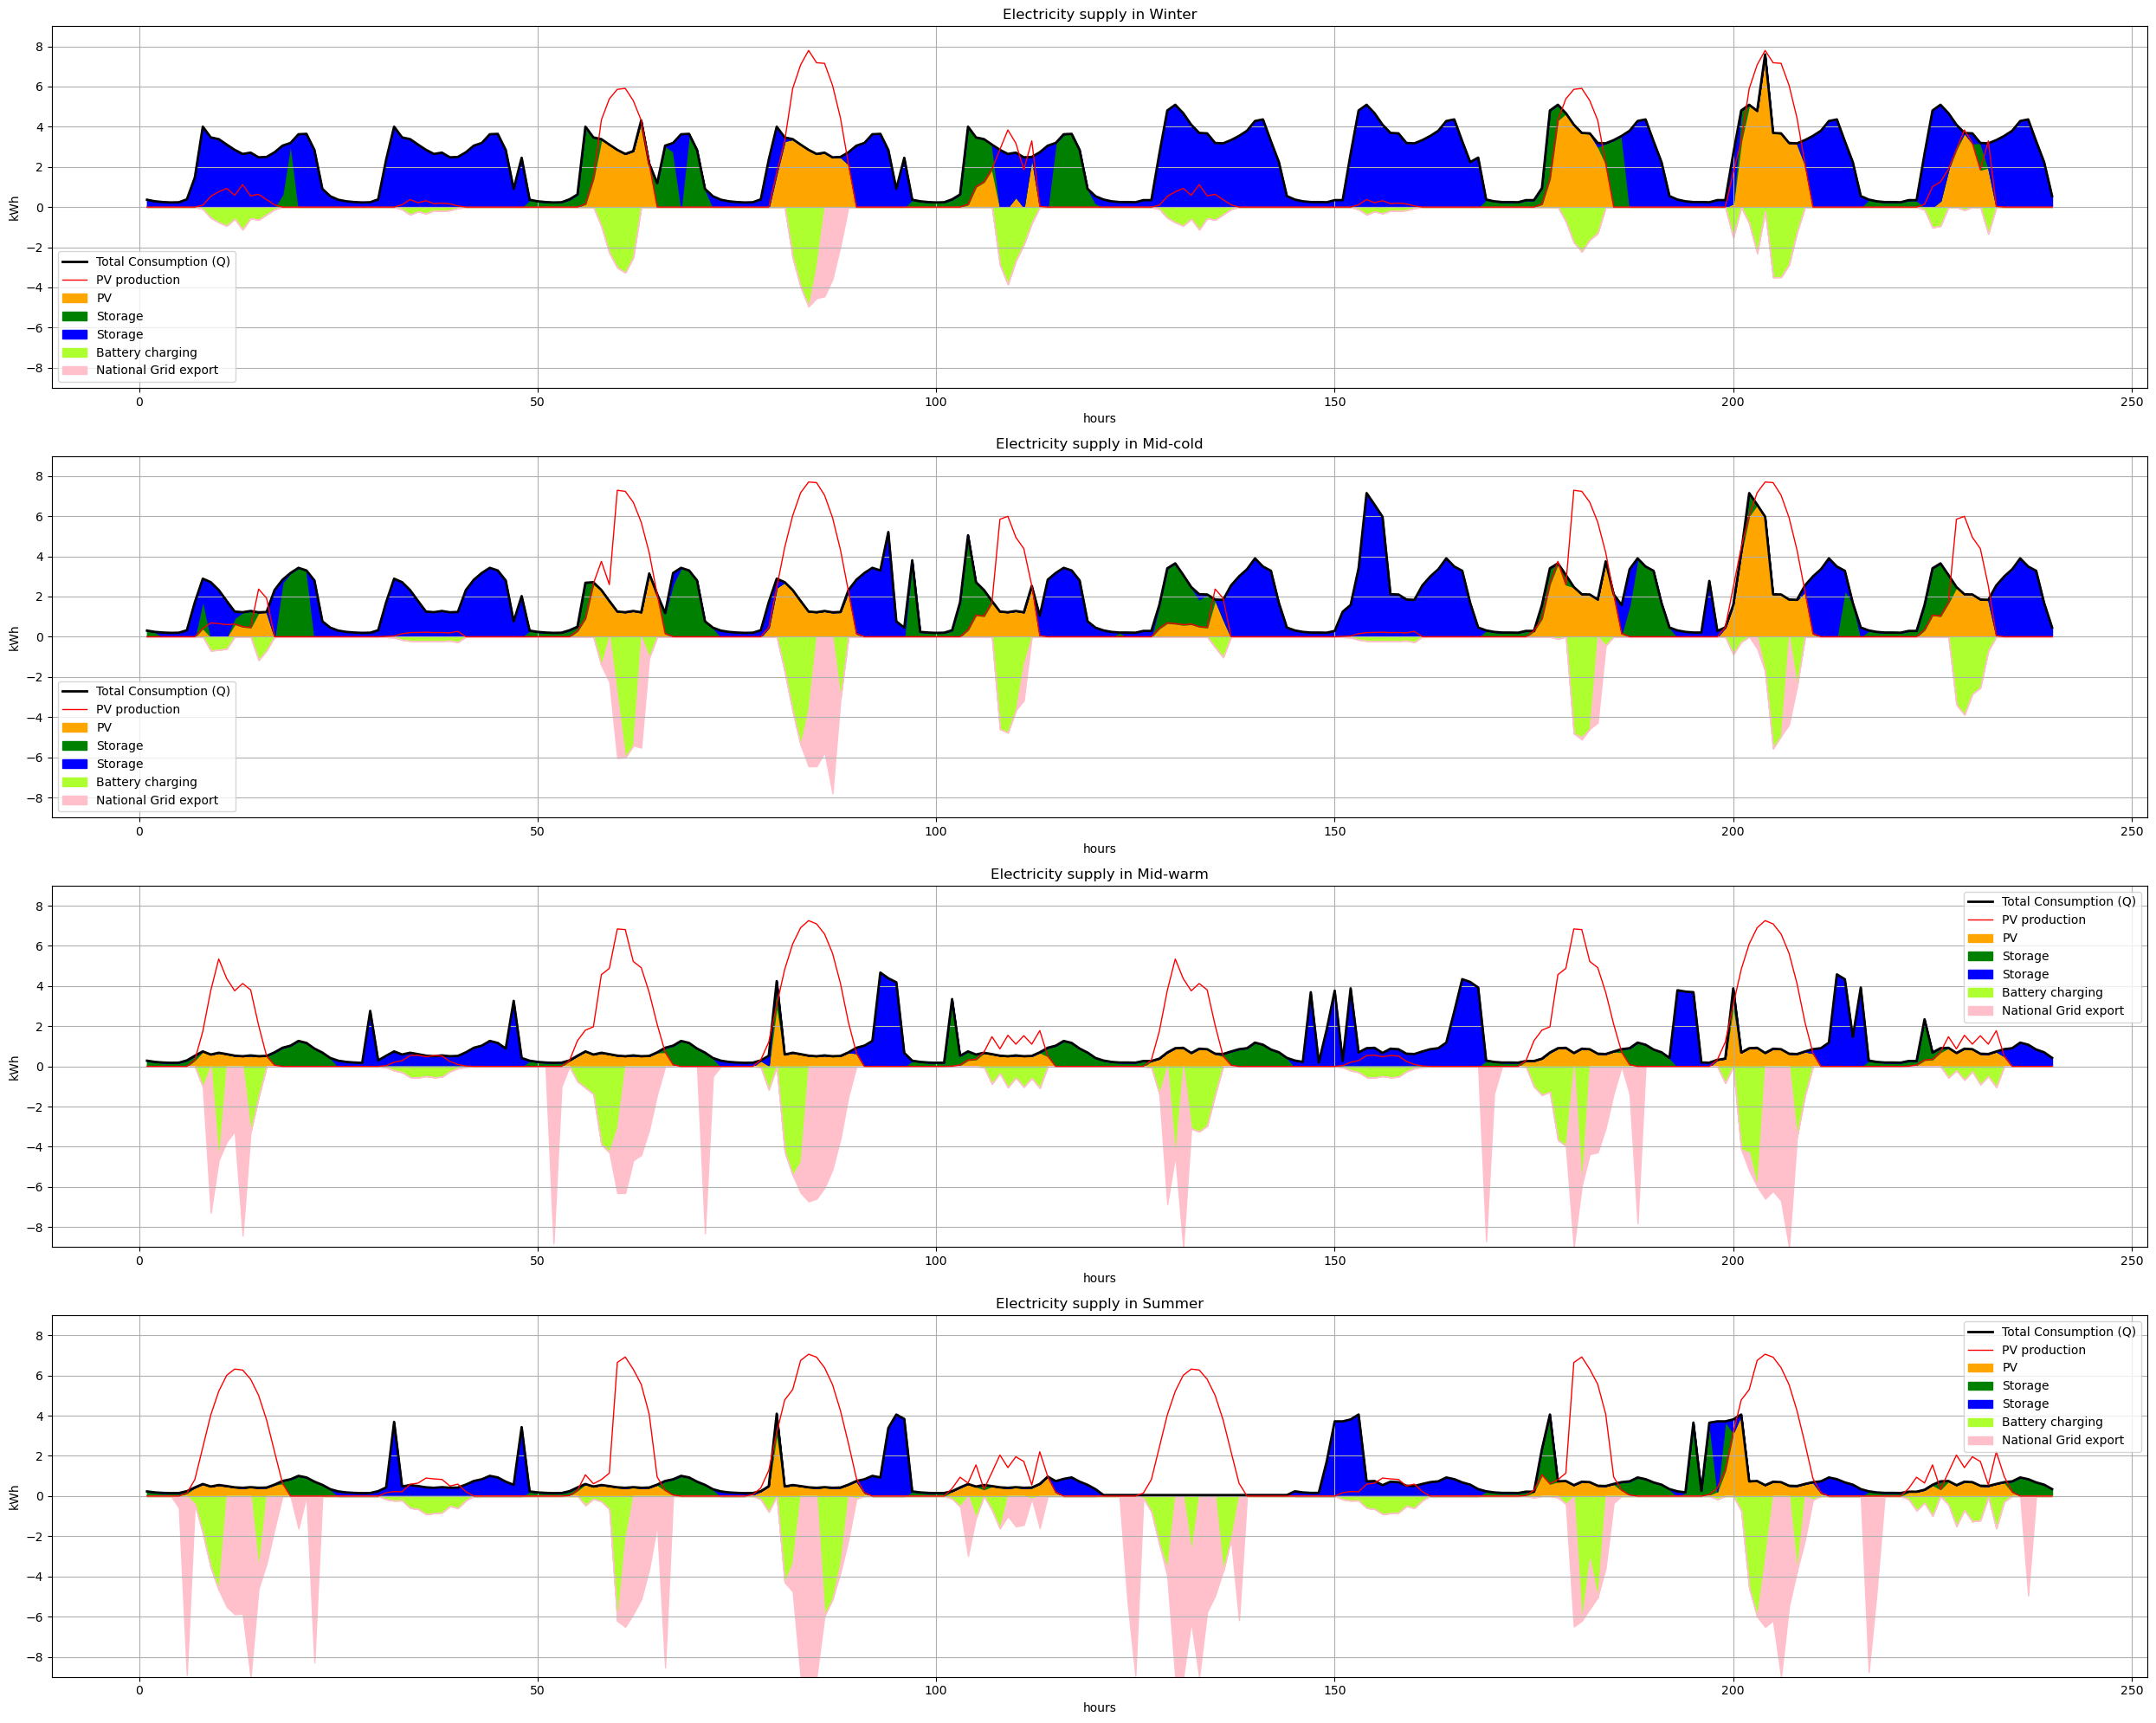 Electricity supply in Winter
kWh
8
6
4
2
0
−2
−4
−6
−8
Total Consumption (Q)
PV production
PV
Storage
Storage
Battery charging
National Grid export
0 50 100 150 200 250
hours
Electricity supply in Mid-cold
kWh
8
6
4
2
0
−2
−4
−6
−8
Total Consumption (Q)
PV production
PV
Storage
Storage
Battery charging
National Grid export
0 50 100 150 200 250
hours
Electricity supply in Mid-warm
kWh
8
6
4
2
0
−2
−4
−6
−8
Total Consumption (Q)
PV production
PV
Storage
Storage
Battery charging
National Grid export
0 50 100 150 200 250
hours
Electricity supply in Summer
kWh
8
6
4
2
0
−2
−4
−6
−8
Total Consumption (Q)
PV production
PV
Storage
Storage
Battery charging
National Grid export
0 50 100 150 200 250
hours